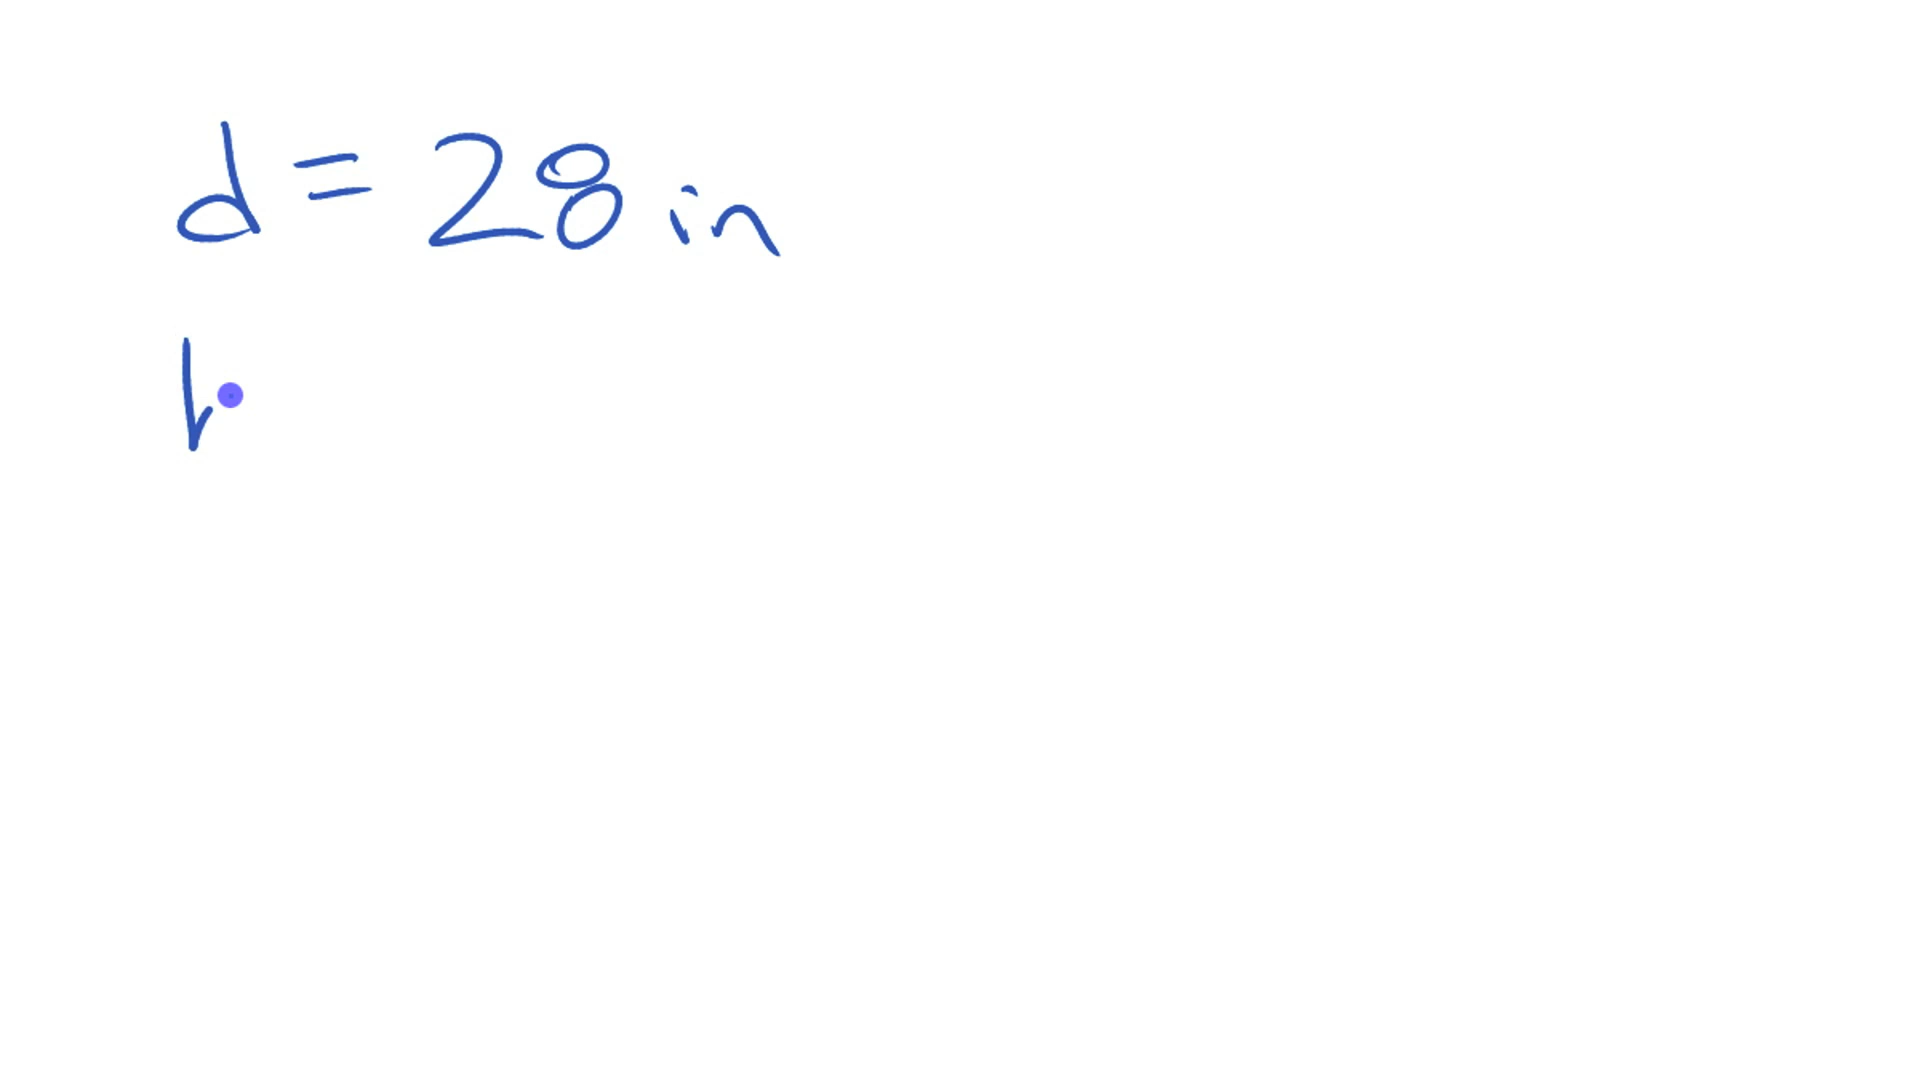 d = 28 in